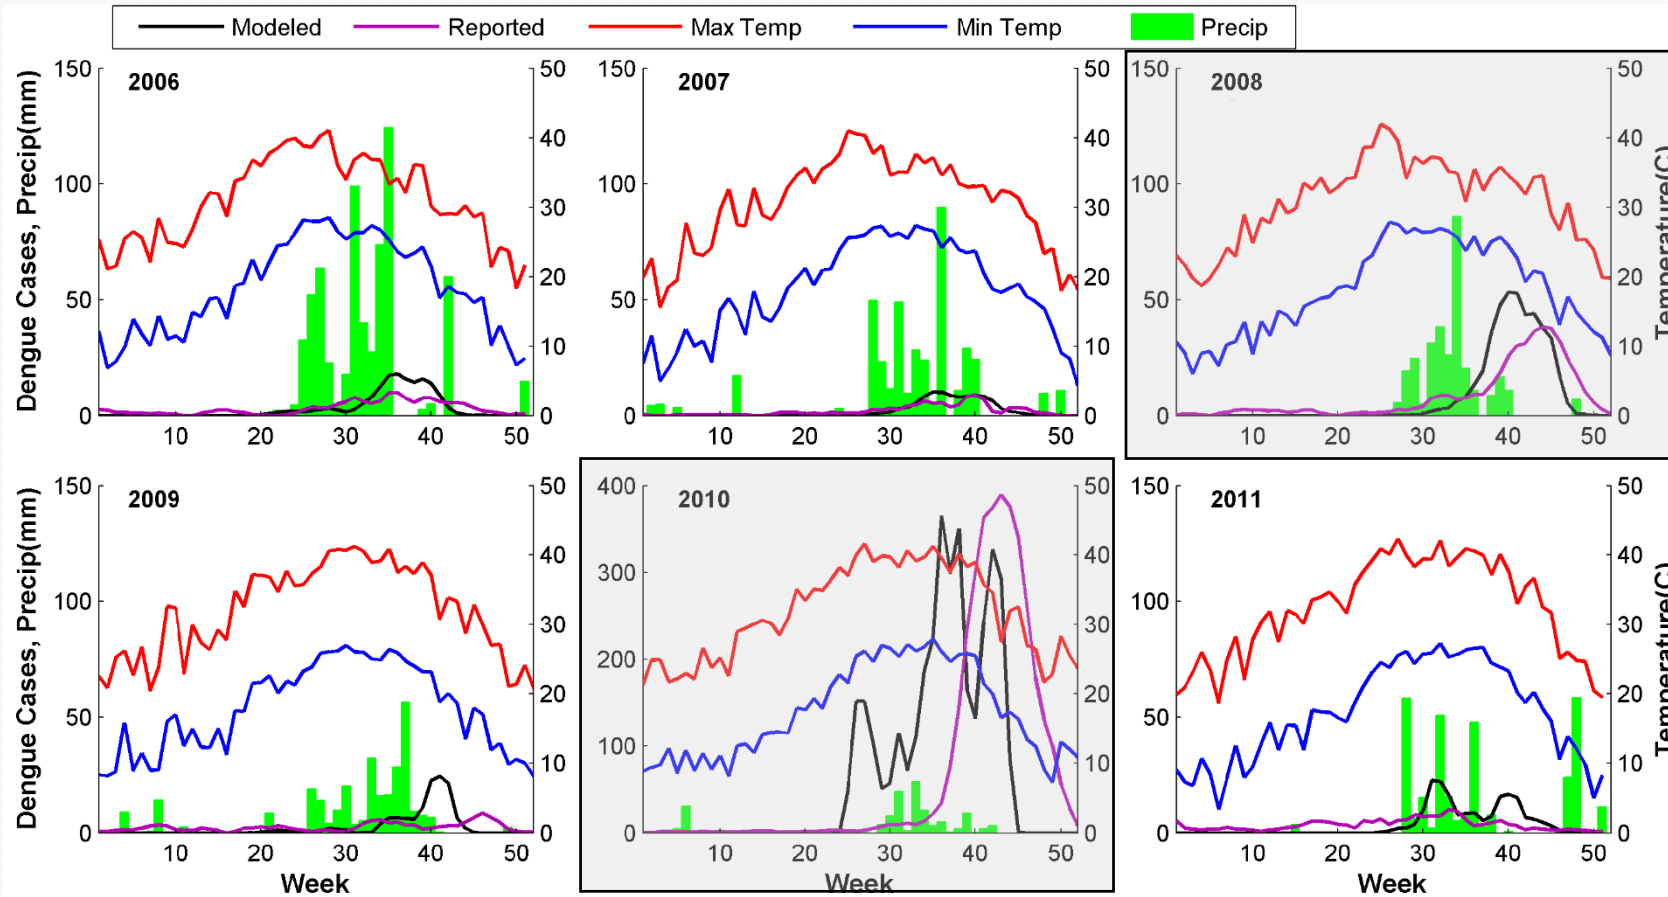 Modeled Reported Max Temp Min Temp Precip
Dengue Cases, Precip(mm)
150 100 50 0
2006
50 40 30 20 10 0
10 20 30 40 50
150 100 50 0
2007
50 40 30 20 10 0
10 20 30 40 50
150 100 50 0
2008
50 40 30 20 10 0
10 20 30 40 50
Temperature(C)
Dengue Cases, Precip(mm)
150 100 50 0
2009
50 40 30 20 10 0
10 20 30 40 50
Week
400 300 200 100 0
2010
50 40 30 20 10 0
10 20 30 40 50
Week
150 100 50 0
2011
50 40 30 20 10 0
10 20 30 40 50
Week
Temperature(C)